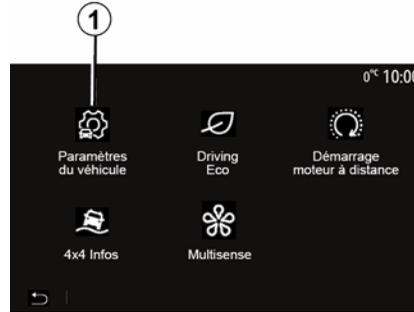 1
0°C 10:00
Paramètres
du véhicule
Driving
Eco
Démarrage
moteur à distance
4x4 Infos
Multisense